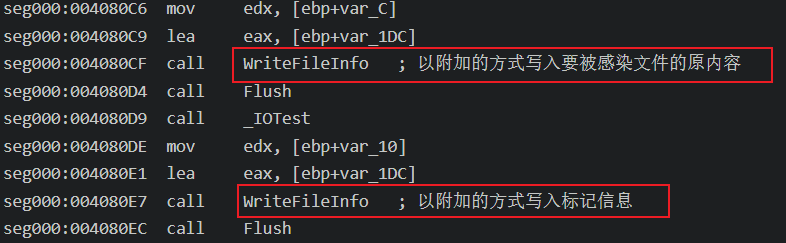 seg000:004080C6 mov edx, [ebp+var_C]
seg000:004080C9 lea eax, [ebp+var_1DC]
seg000:004080CF call WriteFileInfo ; 以附加的方式写入要被感染文件的原内容
seg000:004080D4 call Flush
seg000:004080D9 call _IOTest
seg000:004080DE mov edx, [ebp+var_10]
seg000:004080E1 lea eax, [ebp+var_1DC]
seg000:004080E7 call WriteFileInfo ; 以附加的方式写入标记信息
seg000:004080EC call Flush